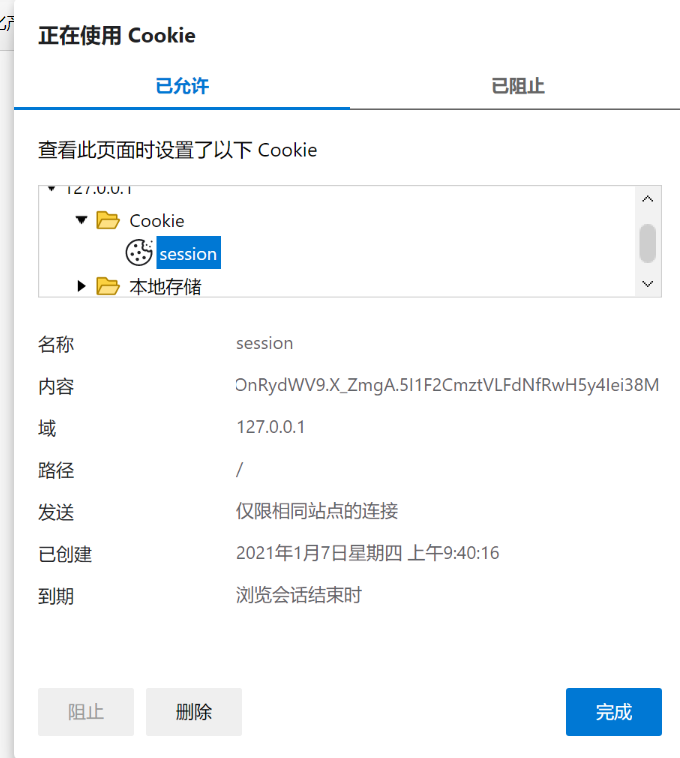 正在使用 Cookie
已允许
已阻止
查看此页面时设置了以下 Cookie
127.0.0.1
Cookie
session
本地存储
名称 session
内容 OnRydWV9.X_ZmgA.5I1F2CmztVLFdNfRwH5y4Iei38M
域 127.0.0.1
路径 /
发送 仅限相同站点的连接
已创建 2021年1月7日星期四 上午9:40:16
到期 浏览会话结束时
阻止
删除
完成